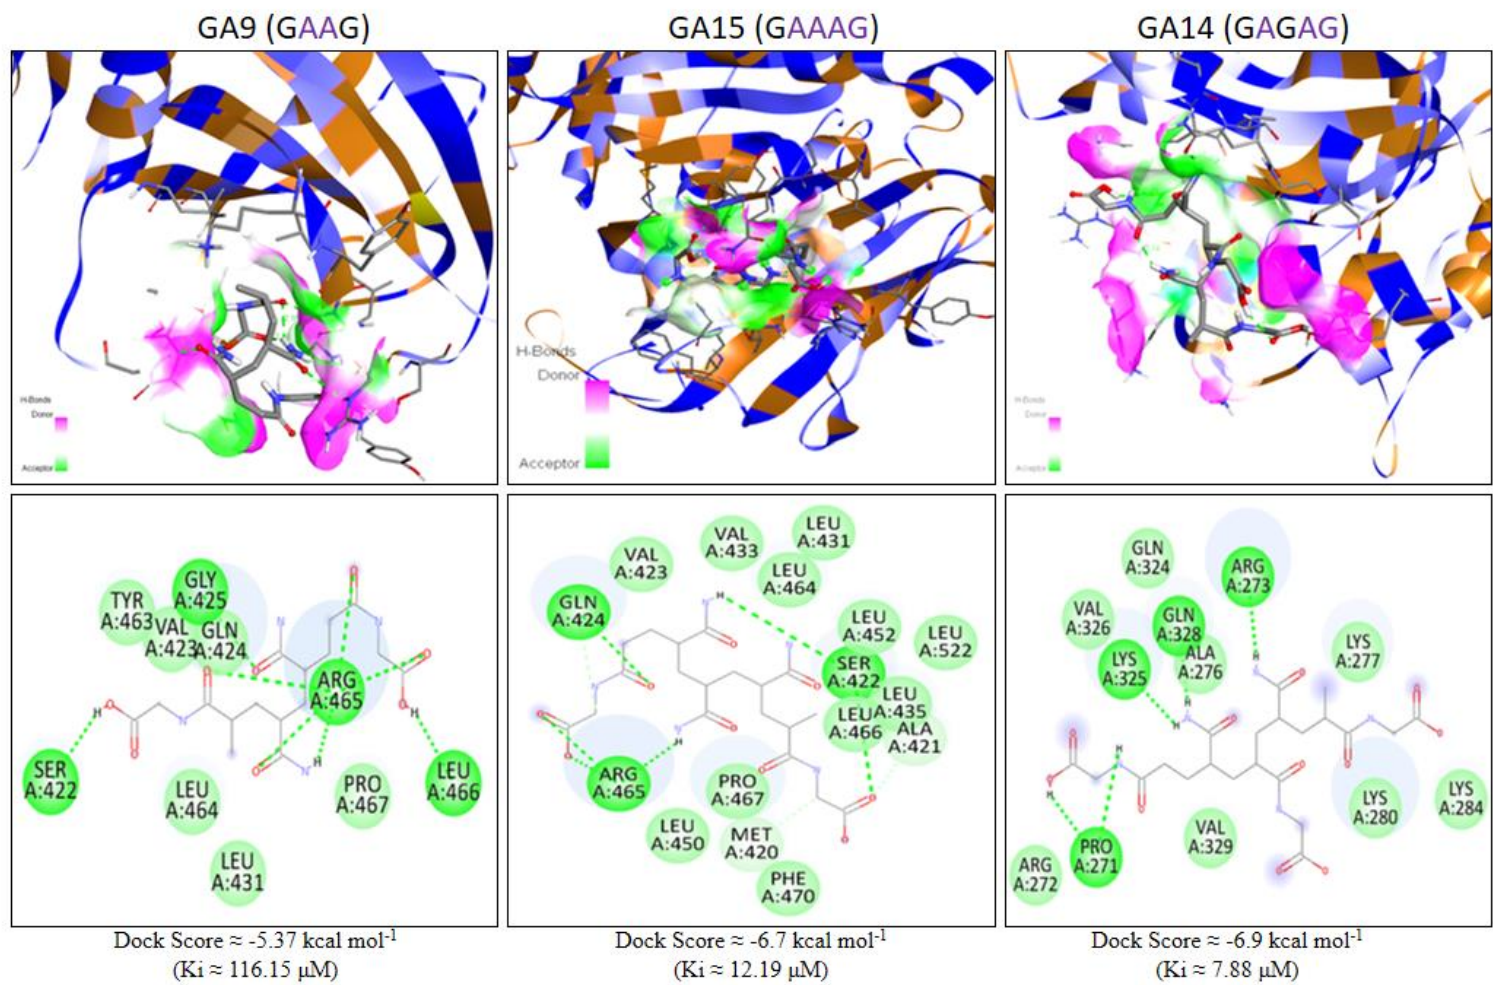 GA9 (GAAG)
GA15 (GAAAG)
GA14 (GAGAG)
H-Bonds
Donor
Acceptor
H-Bonds
Donor
Acceptor
H-Bonds
Donor
Acceptor
GLY
A:425
TYR
A:463
VAL
A:423
GLN
A:424
ARG
A:465
SER
A:422
LEU
A:464
PRO
A:467
LEU
A:466
LEU
A:431
H
H
H
VAL
A:433
LEU
A:431
VAL
A:423
LEU
A:464
GLN
A:424
LEU
A:452
LEU
A:522
SER
A:422
LEU
A:435
LEU
A:466
ALA
A:421
ARG
A:465
PRO
A:467
LEU
A:450
MET
A:420
PHE
A:470
H
H
GLN
A:324
ARG
A:273
VAL
A:326
GLN
A:328
LYS
A:277
LYS
A:325
ALA
A:276
LYS
A:280
LYS
A:284
VAL
A:329
ARG
A:272
PRO
A:271
H
H
H
H
H
Dock Score ≈ -5.37 kcal mol-1
(Ki ≈ 116.15 μM)
Dock Score ≈ -6.7 kcal mol-1
(Ki ≈ 12.19 μM)
Dock Score ≈ -6.9 kcal mol-1
(Ki ≈ 7.88 μM)